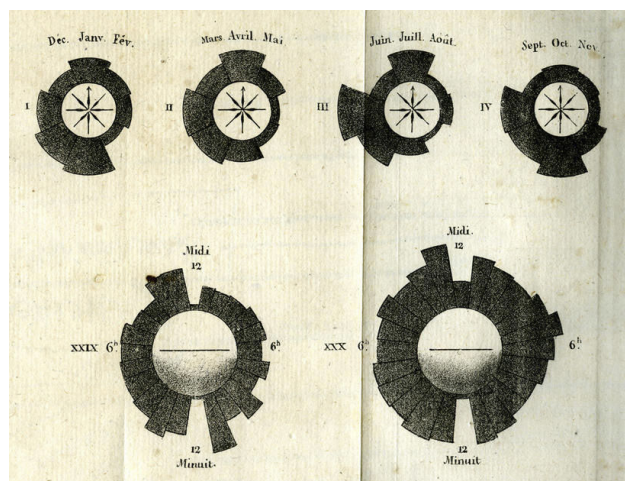 Déc. Janv. Fév.
Mars Avril Mai
Juin. Juill. Août.
Sept. Oct. Nov
I
II
III
IV
Midi.
12
Midi.
12
XXIX 6h.
6h.
XXX 6h
6h.
12
Minuit.
12
Minuit